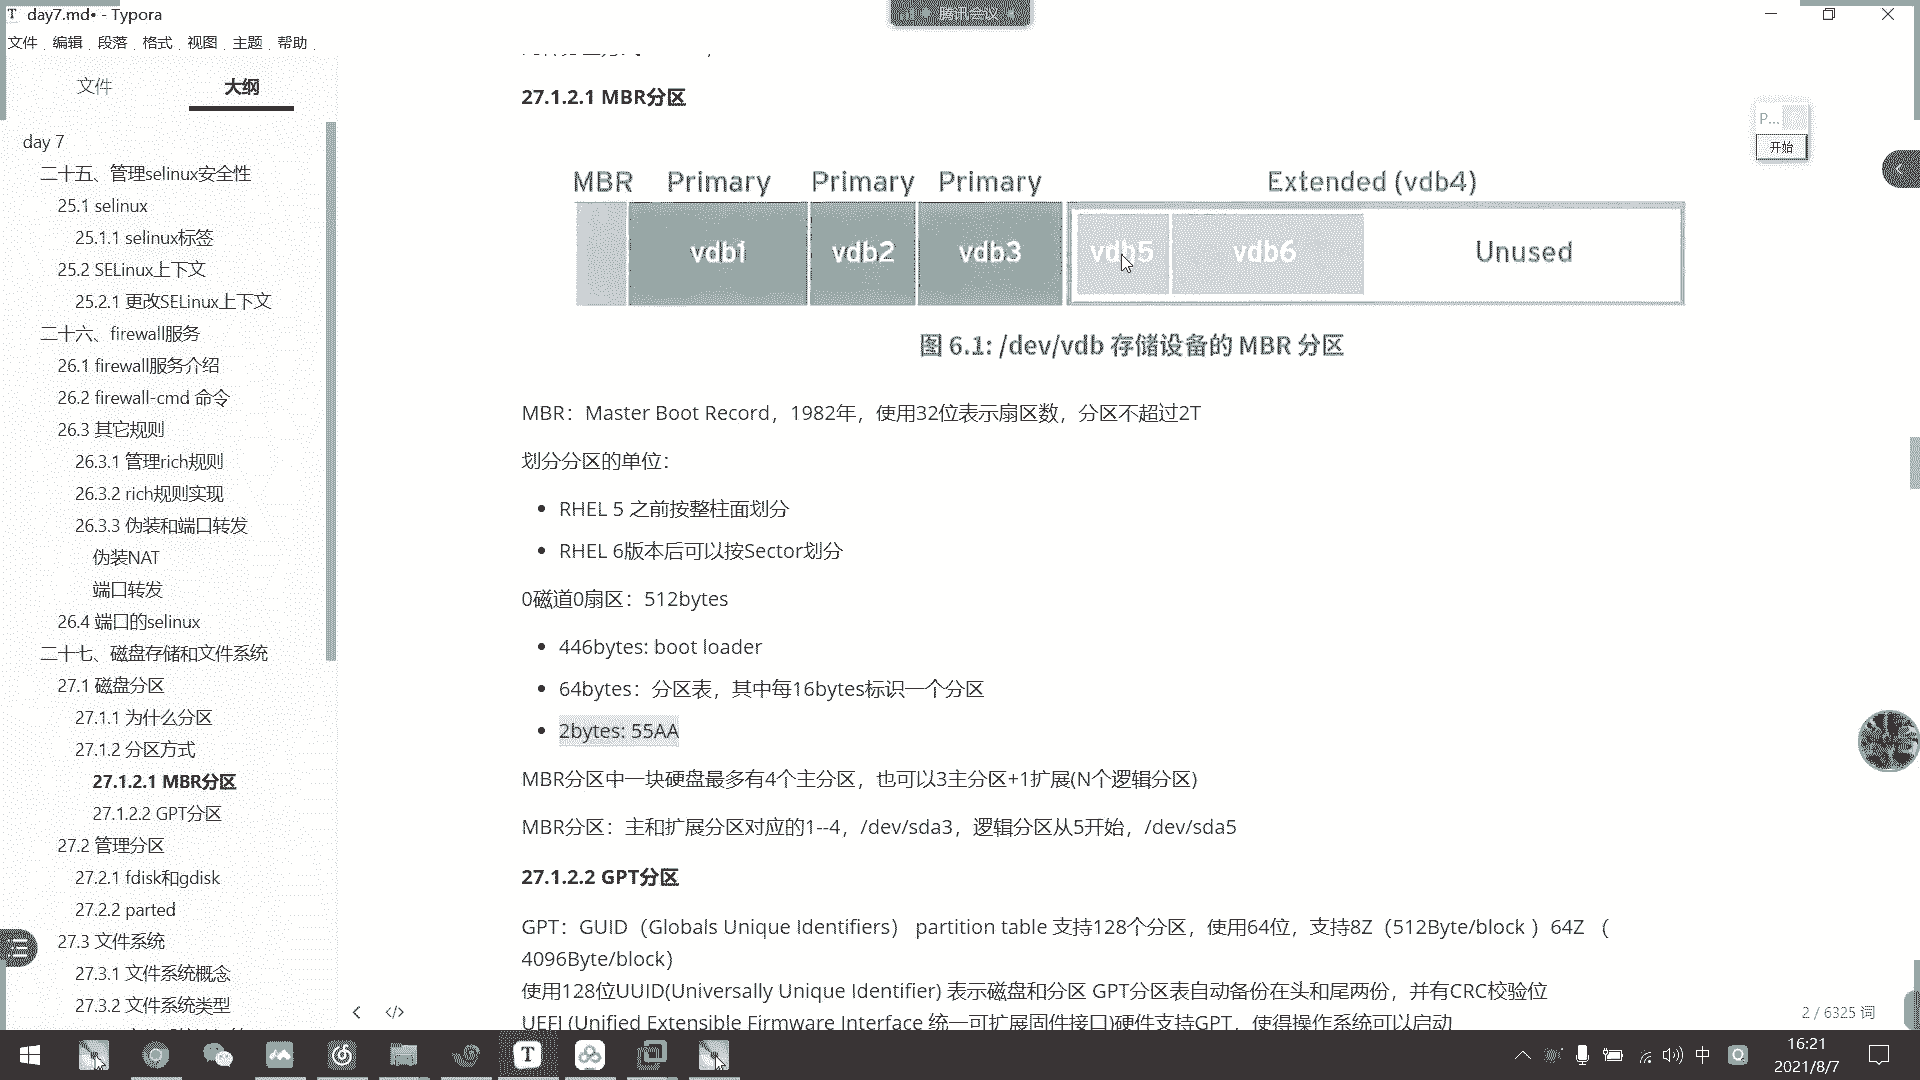 day7.md• - Typora
腾讯会议
文件 编辑 段落 格式 视图 主题 帮助
文件 大纲
day 7
二十五、管理selinux安全性
25.1 selinux
25.1.1 selinux标签
25.2 SELinux上下文
25.2.1 更改SELinux上下文
二十六、firewall服务
26.1 firewall服务介绍
26.2 firewall-cmd 命令
26.3 其它规则
26.3.1 管理rich规则
26.3.2 rich规则实现
26.3.3 伪装和端口转发
伪装NAT
端口转发
26.4 端口的selinux
二十七、磁盘存储和文件系统
27.1 磁盘分区
27.1.1 为什么分区
27.1.2 分区方式
27.1.2.1 MBR分区
27.1.2.2 GPT分区
27.2 管理分区
27.2.1 fdisk和gdisk
27.2.2 parted
27.3 文件系统
27.3.1 文件系统概念
27.3.2 文件系统类型
27.1.2.1 MBR分区
P...
开始
MBR Primary Primary Primary Extended (vdb4)
vdb1 vdb2 vdb3 vdb5 vdb6 Unused
图 6.1: /dev/vdb 存储设备的 MBR 分区
MBR：Master Boot Record，1982年，使用32位表示扇区数，分区不超过2T
划分分区的单位：
• RHEL 5 之前按整柱面划分
• RHEL 6版本后可以按Sector划分
0磁道0扇区：512bytes
• 446bytes: boot loader
• 64bytes：分区表，其中每16bytes标识一个分区
• 2bytes: 55AA
MBR分区中一块硬盘最多有4个主分区，也可以3主分区+1扩展(N个逻辑分区)
MBR分区：主和扩展分区对应的1--4，/dev/sda3，逻辑分区从5开始，/dev/sda5
27.1.2.2 GPT分区
GPT：GUID（Globals Unique Identifiers） partition table 支持128个分区，使用64位，支持8Z（512Byte/block ）64Z （
4096Byte/block）
使用128位UUID(Universally Unique Identifier) 表示磁盘和分区 GPT分区表自动备份在头和尾两份，并有CRC校验位
UEFI (Unified Extensible Firmware Interface 统一可扩展固件接口)硬件支持GPT，使得操作系统可以启动
2 / 6325 词
中
16:21
2021/8/7